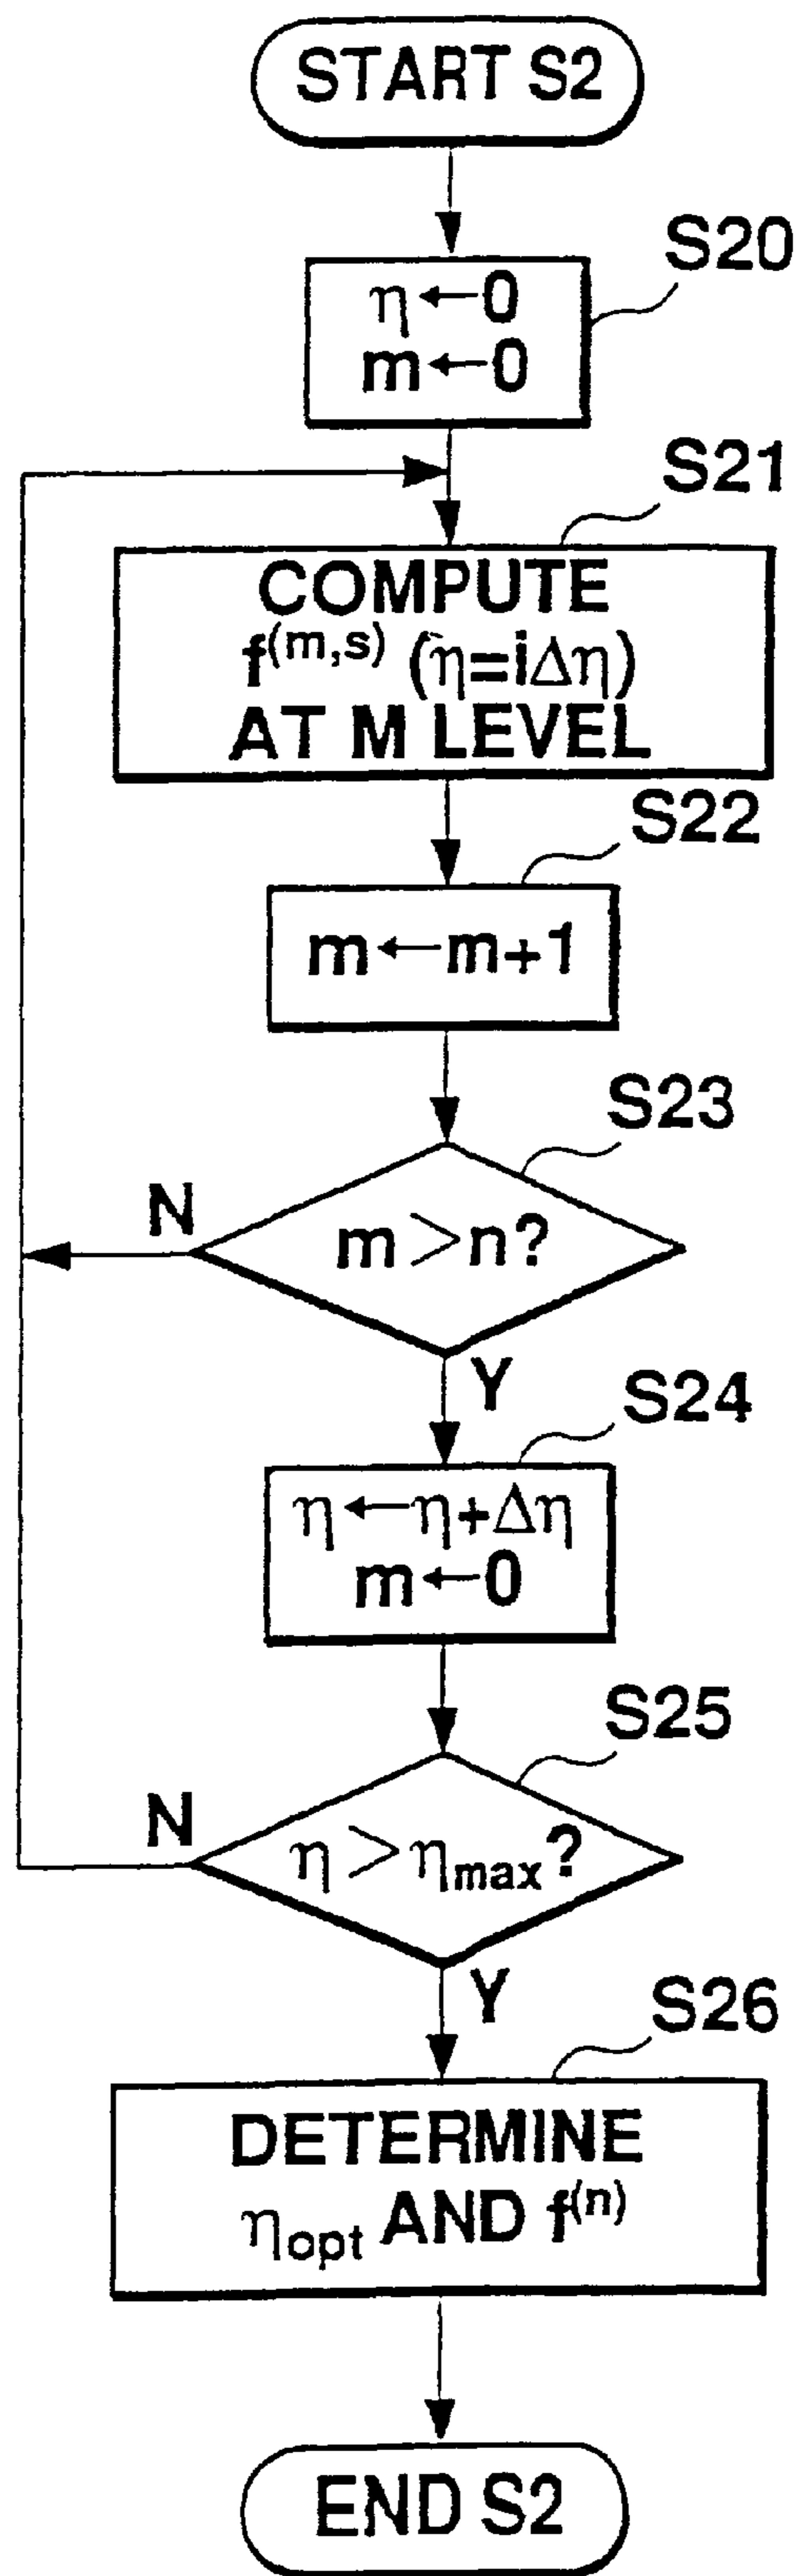 START S2
S20
η←0
m←0
S21
COMPUTE
f(m,s) (η=iΔη)
AT M LEVEL
S22
m←m+1
S23
N
m>n?
Y
S24
η←η+Δη
m←0
S25
N
η>ηmax?
Y
S26
DETERMINE
ηopt AND f(n)
END S2